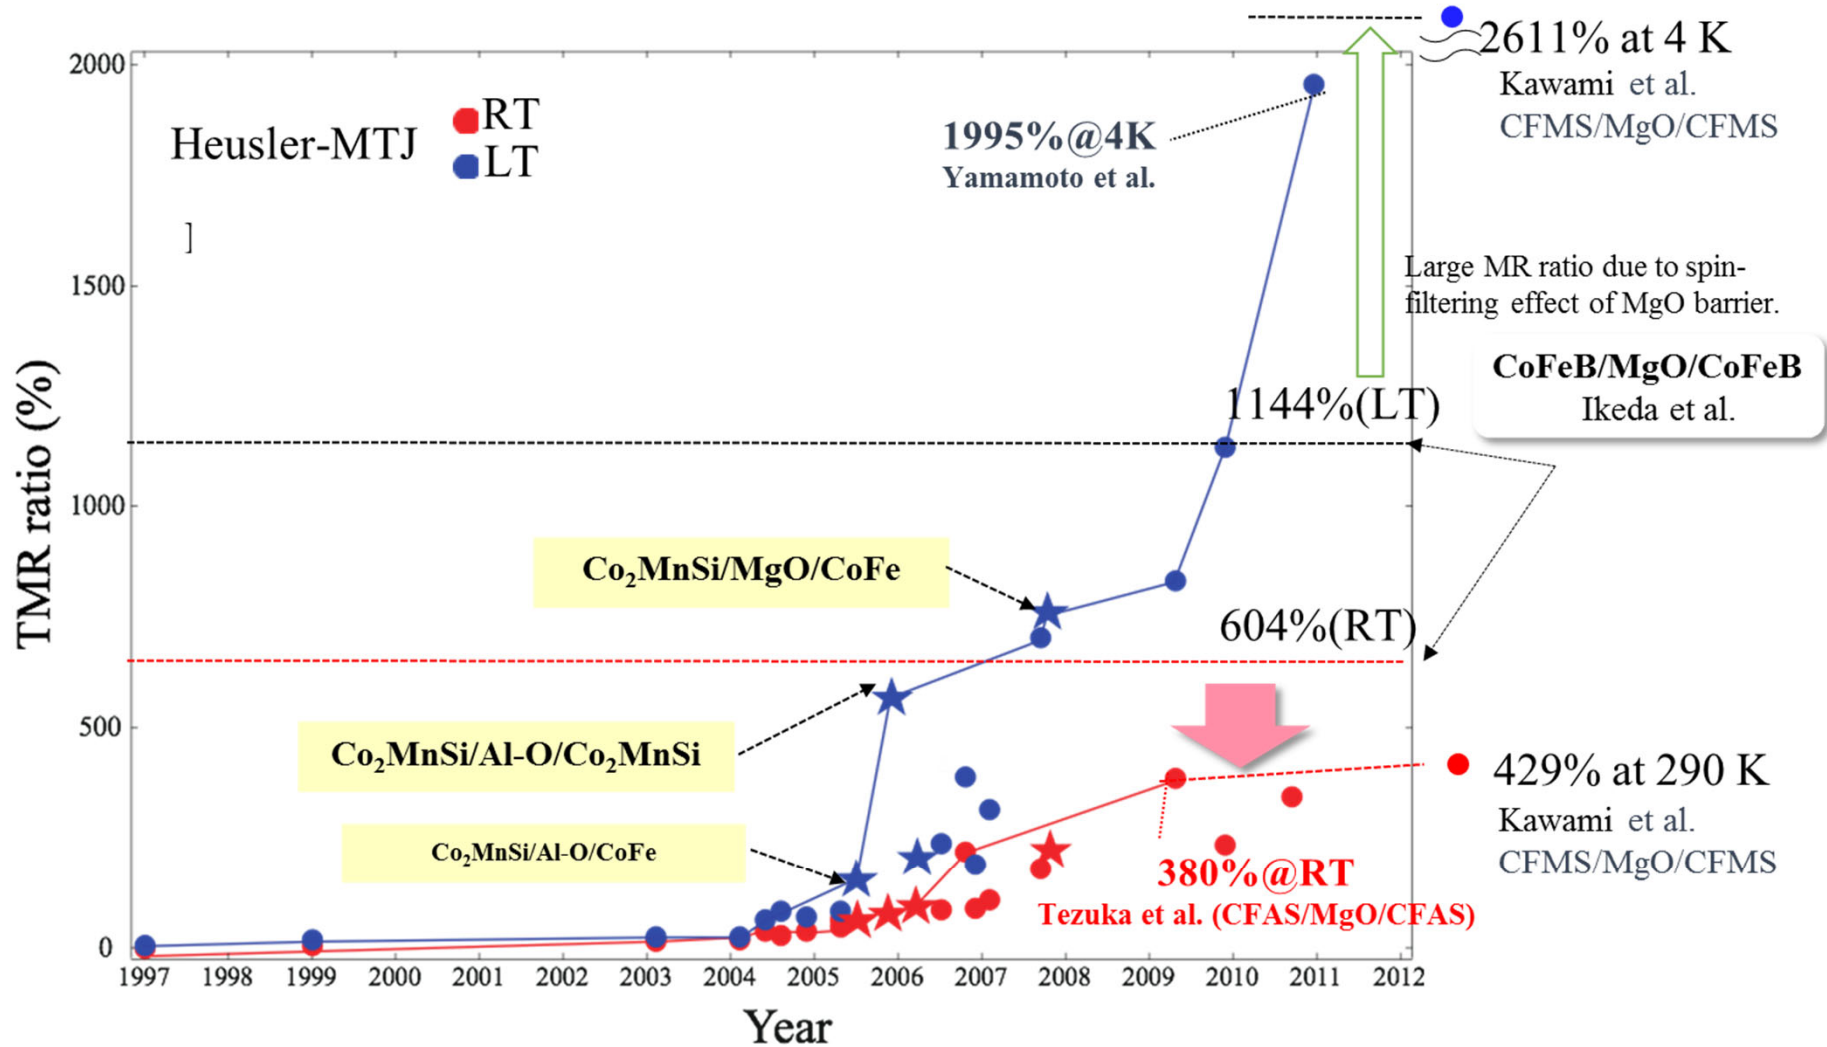 2611% at 4 K
Kawami et al.
CFMS/MgO/CFMS
2000
1500
1000
500
0
TMR ratio (%)
Heusler-MTJ
RT
LT
]
1995%@4K
Yamamoto et al.
Large MR ratio due to spin-
filtering effect of MgO barrier.
CoFeB/MgO/CoFeB
Ikeda et al.
1144%(LT)
Co₂MnSi/MgO/CoFe
604%(RT)
Co₂MnSi/Al-O/Co₂MnSi
Co₂MnSi/Al-O/CoFe
429% at 290 K
Kawami et al.
CFMS/MgO/CFMS
380%@RT
Tezuka et al. (CFAS/MgO/CFAS)
1997 1998 1999 2000 2001 2002 2003 2004 2005 2006 2007 2008 2009 2010 2011 2012
Year